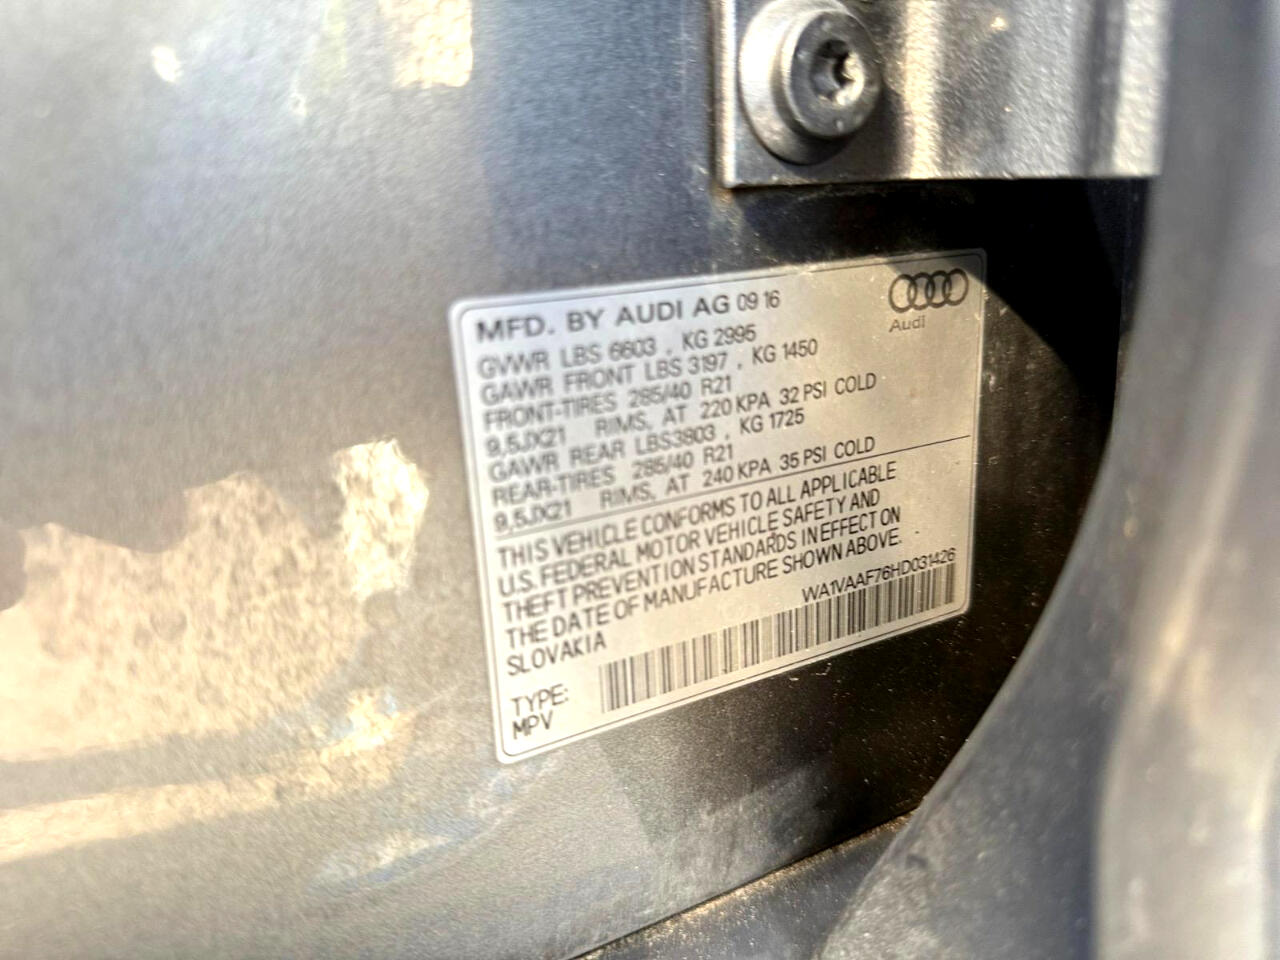 MFD. BY AUDI AG 09 16
Audi
GVWR LBS 6603 , KG 2995
GAWR FRONT LBS 3197 , KG 1450
FRONT-TIRES 285/40 R21
9,5JX21 RIMS, AT 220 KPA 32 PSI COLD
GAWR REAR LBS3803 , KG 1725
REAR-TIRES 285/40 R21
9,5JX21 RIMS, AT 240 KPA 35 PSI COLD
THIS VEHICLE CONFORMS TO ALL APPLICABLE
U.S. FEDERAL MOTOR VEHICLE SAFETY AND
THEFT PREVENTION STANDARDS IN EFFECT ON
THE DATE OF MANUFACTURE SHOWN ABOVE.
SLOVAKIA
WA1VAAF76HD031426
TYPE:
MPV